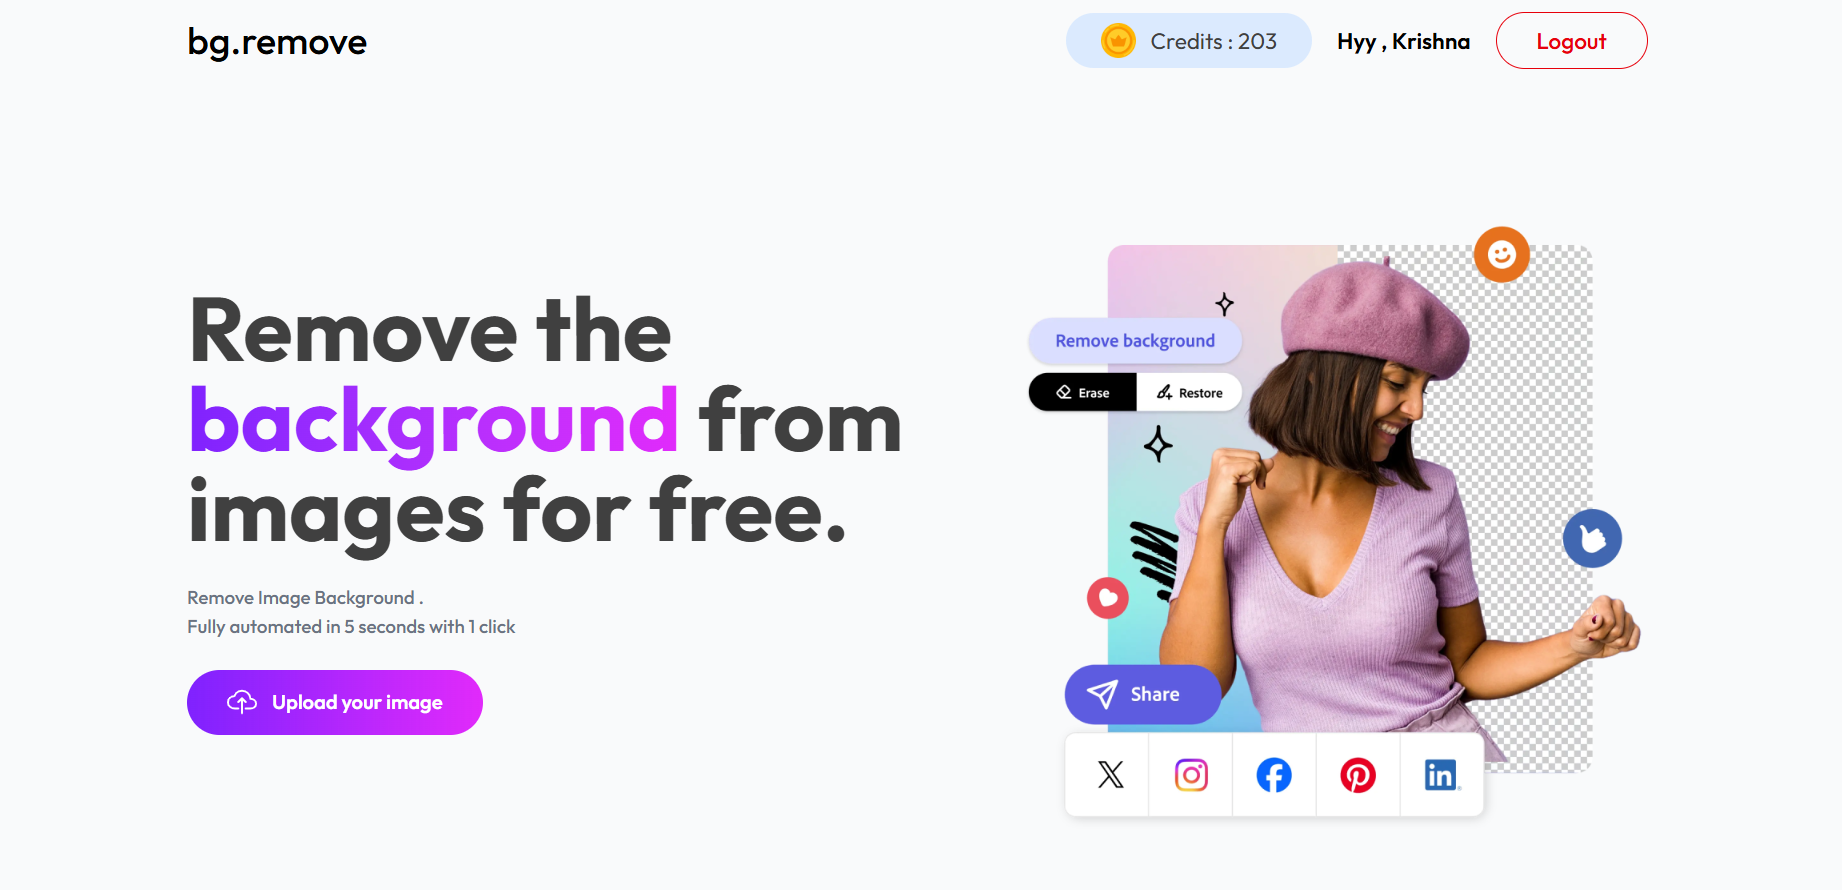 bg.remove
Credits : 203
Hyy , Krishna
Logout
Remove the
background from
images for free.
Remove Image Background .
Fully automated in 5 seconds with 1 click
Upload your image
Remove background
Erase
Restore
Share